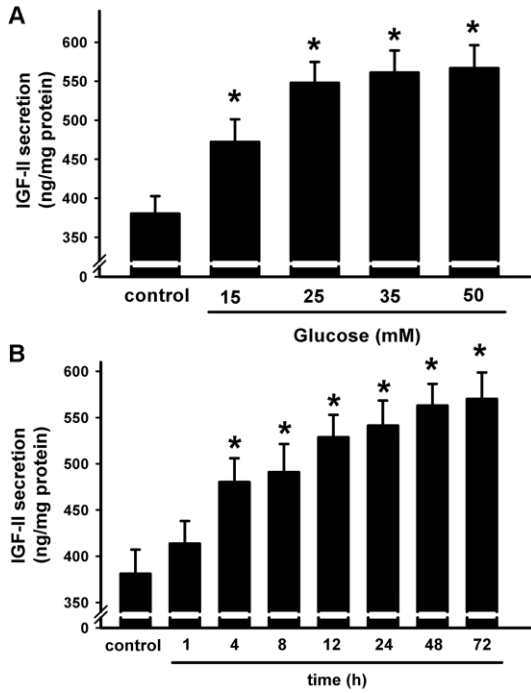 A
IGF-II secretion
(ng/mg protein)
600
550
500
450
400
350
0
* * * *
control 15 25 35 50
Glucose (mM)
B
IGF-II secretion
(ng/mg protein)
600
550
500
450
400
350
0
* * * * * *
control 1 4 8 12 24 48 72
time (h)